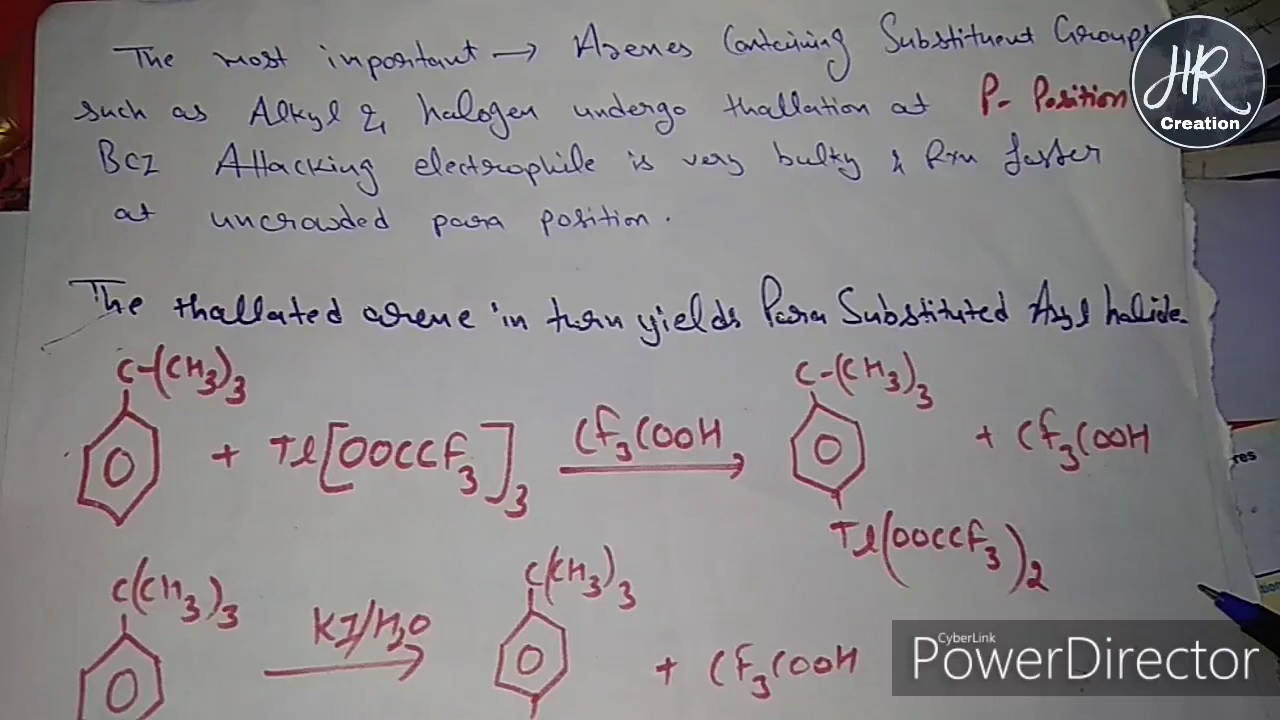 The most important → Arenes Containing Substituent Groups
such as Alkyl & halogen undergo thallation at P- Position
Bcz Attacking electrophile is very bulky & Rxn faster
at uncrowded para position.
The thallated arene in turn yields Para Substituted Aryl halide.
C-(CH3)3
C-(CH3)3
+ Tl[OOCCF3]3
CF3COOH
+ CF3COOH
Tl(OOCCF3)2
C(CH3)3
C(CH3)3
KI/H2O
+ CF3COOH
HR
Creation
res
CyberLink
PowerDirector